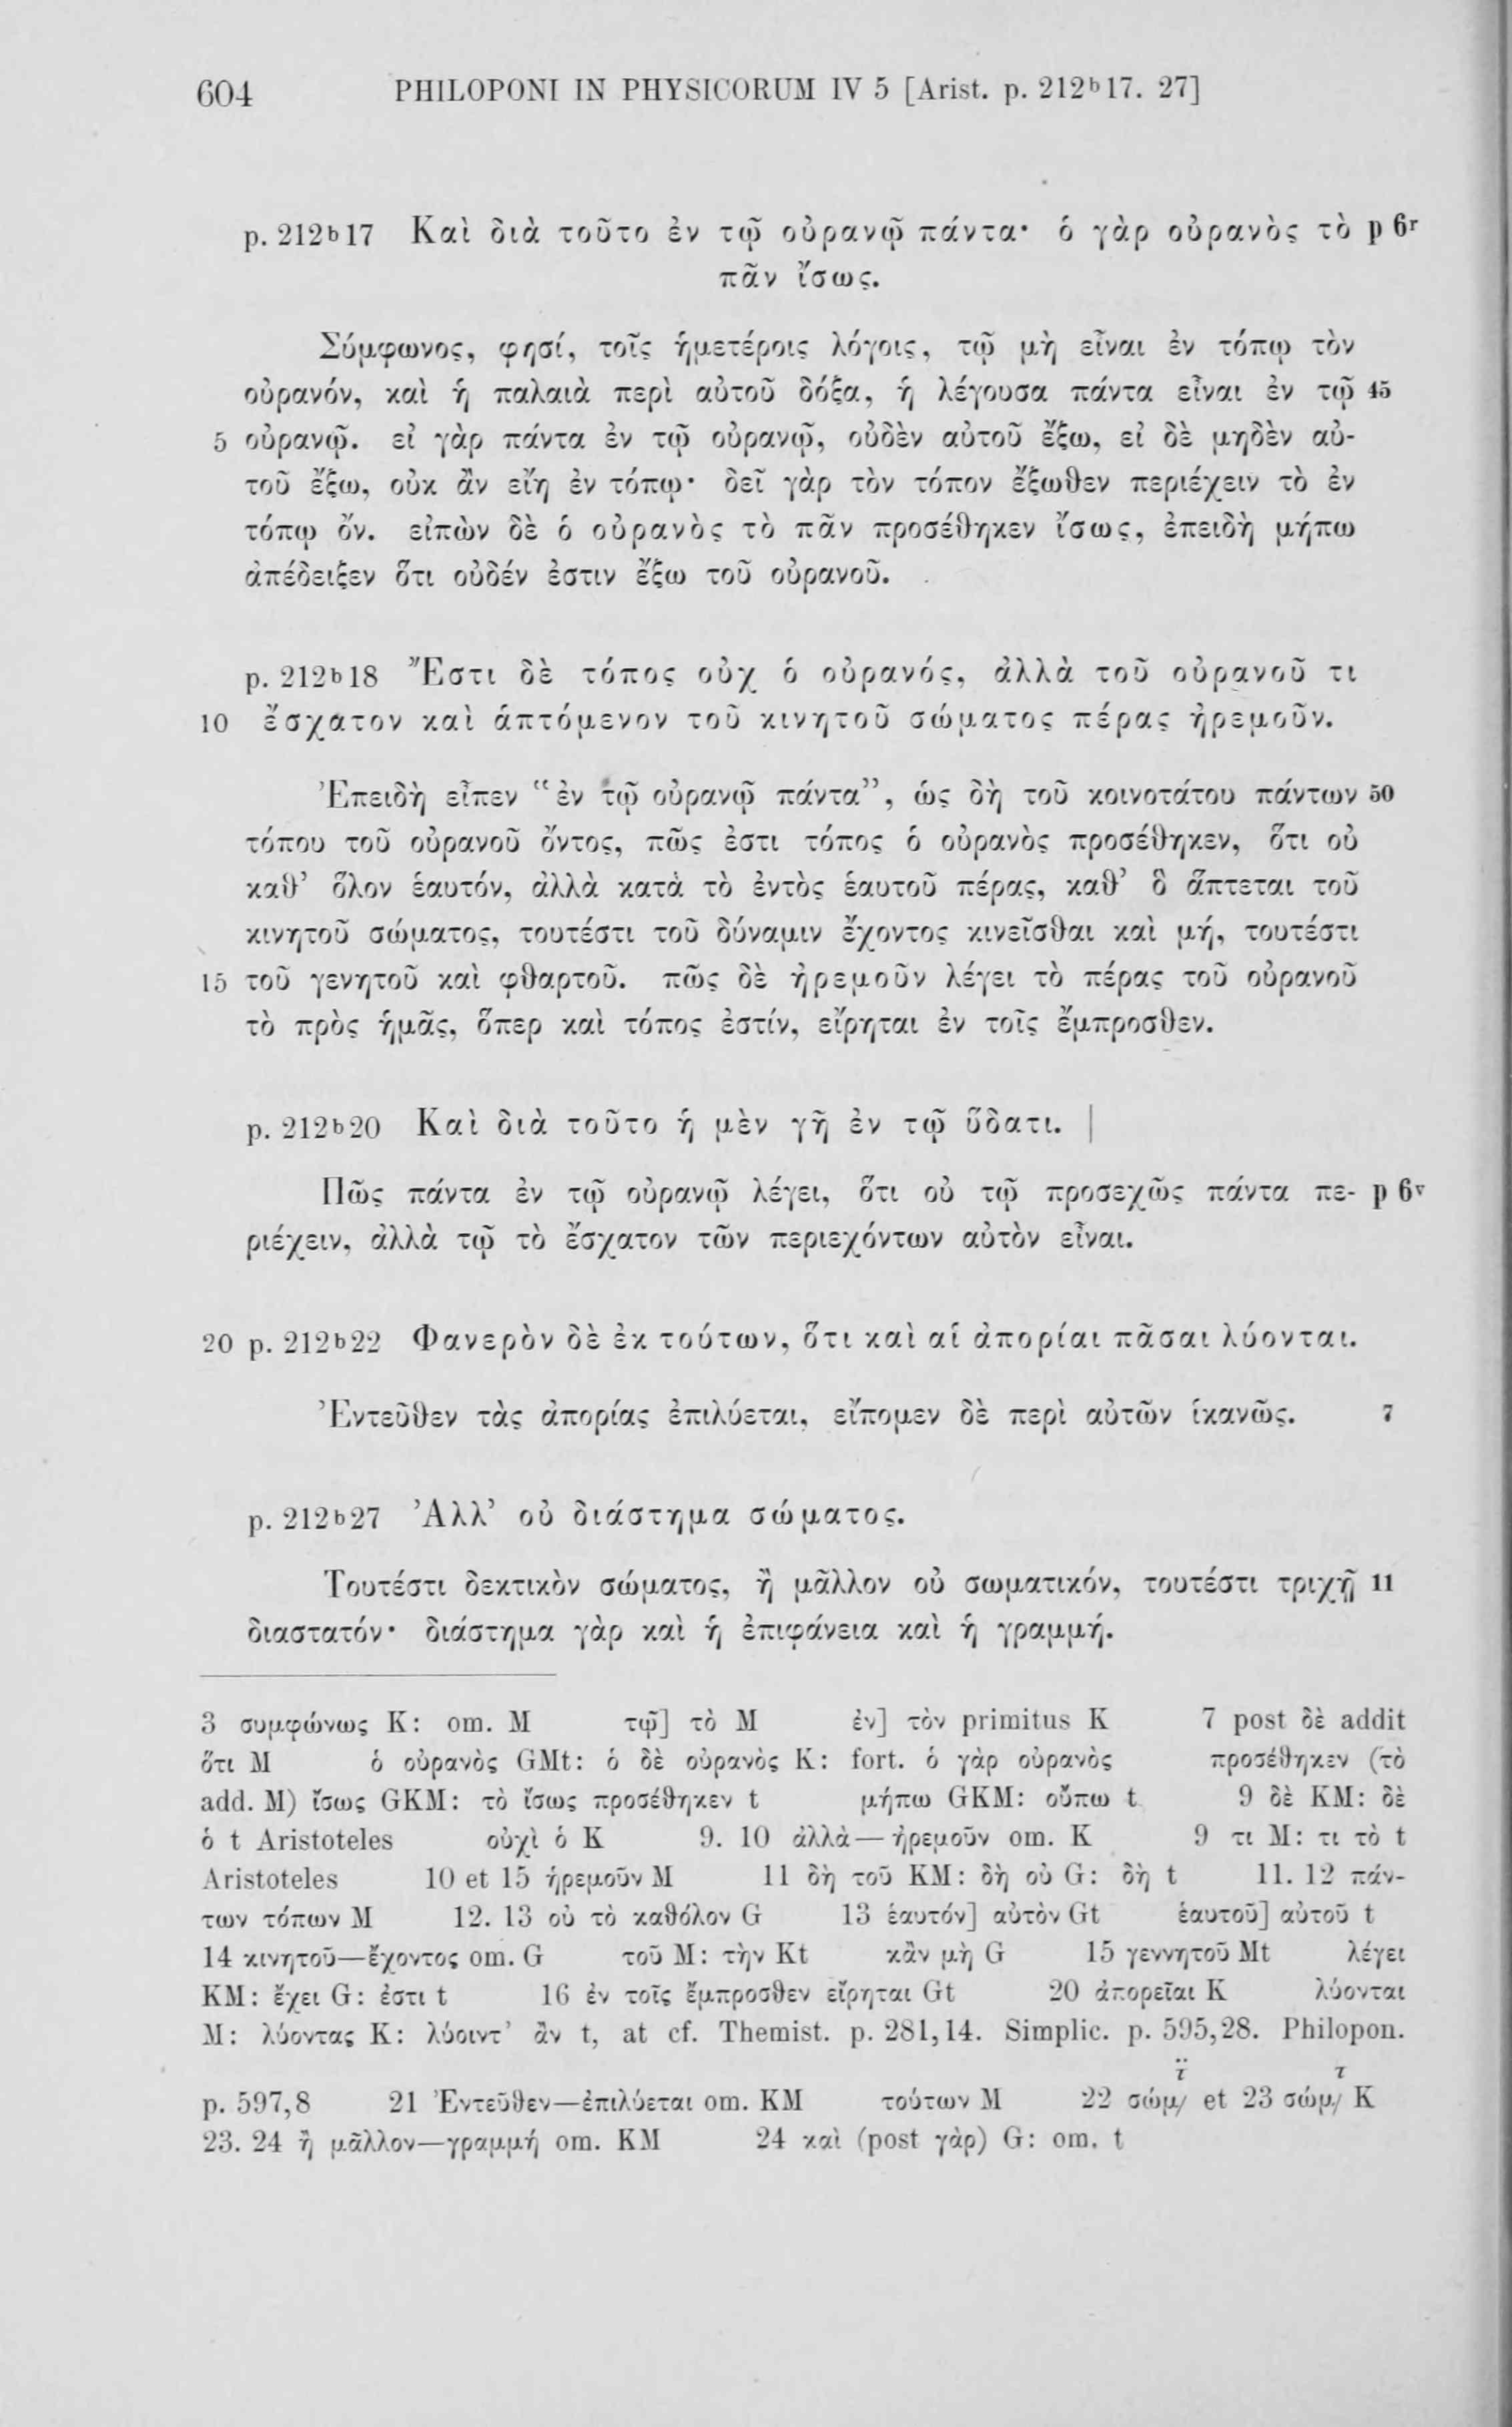 604 PHILOPONI IN PHYSICORUM IV 5 [Arist. p. 212ᵇ17. 27]
p. 212ᵇ17 Καὶ διὰ τοῦτο ἐν τῷ οὐρανῷ πάντα· ὁ γὰρ οὐρανὸς τὸ p 6ʳ
πᾶν ἴσως.
Σύμφωνος, φησί, τοῖς ἡμετέροις λόγοις, τῷ μὴ εἶναι ἐν τόπῳ τὸν
οὐρανόν, καὶ ἡ παλαιὰ περὶ αὐτοῦ δόξα, ἡ λέγουσα πάντα εἶναι ἐν τῷ 45
5 οὐρανῷ. εἰ γὰρ πάντα ἐν τῷ οὐρανῷ, οὐδὲν αὐτοῦ ἔξω, εἰ δὲ μηδὲν αὐ-
τοῦ ἔξω, οὐκ ἂν εἴη ἐν τόπῳ· δεῖ γὰρ τὸν τόπον ἔξωθεν περιέχειν τὸ ἐν
τόπῳ ὄν. εἰπὼν δὲ ὁ οὐρανὸς τὸ πᾶν προσέθηκεν ἴσως, ἐπειδὴ μήπω
ἀπέδειξεν ὅτι οὐδέν ἐστιν ἔξω τοῦ οὐρανοῦ.
p. 212ᵇ18 Ἔστι δὲ τόπος οὐχ ὁ οὐρανός, ἀλλὰ τοῦ οὐρανοῦ τι
10 ἔσχατον καὶ ἁπτόμενον τοῦ κινητοῦ σώματος πέρας ἠρεμοῦν.
Ἐπειδὴ εἶπεν “ἐν τῷ οὐρανῷ πάντα”, ὡς δὴ τοῦ κοινοτάτου πάντων 50
τόπου τοῦ οὐρανοῦ ὄντος, πῶς ἐστι τόπος ὁ οὐρανὸς προσέθηκεν, ὅτι οὐ
καθ’ ὅλον ἑαυτόν, ἀλλὰ κατὰ τὸ ἐντὸς ἑαυτοῦ πέρας, καθ’ ὃ ἅπτεται τοῦ
κινητοῦ σώματος, τουτέστι τοῦ δύναμιν ἔχοντος κινεῖσθαι καὶ μή, τουτέστι
15 τοῦ γενητοῦ καὶ φθαρτοῦ. πῶς δὲ ἠρεμοῦν λέγει τὸ πέρας τοῦ οὐρανοῦ
τὸ πρὸς ἡμᾶς, ὅπερ καὶ τόπος ἐστίν, εἴρηται ἐν τοῖς ἔμπροσθεν.
p. 212ᵇ20 Καὶ διὰ τοῦτο ἡ μὲν γῆ ἐν τῷ ὕδατι. |
Πῶς πάντα ἐν τῷ οὐρανῷ λέγει, ὅτι οὐ τῷ προσεχῶς πάντα πε- p 6ᵛ
ριέχειν, ἀλλὰ τῷ τὸ ἔσχατον τῶν περιεχόντων αὐτὸν εἶναι.
20 p. 212ᵇ22 Φανερὸν δὲ ἐκ τούτων, ὅτι καὶ αἱ ἀπορίαι πᾶσαι λύονται.
Ἐντεῦθεν τὰς ἀπορίας ἐπιλύεται, εἴπομεν δὲ περὶ αὐτῶν ἱκανῶς. 7
p. 212ᵇ27 Ἀλλ’ οὐ διάστημα σώματος.
Τουτέστι δεκτικὸν σώματος, ἢ μᾶλλον οὐ σωματικόν, τουτέστι τριχῇ 11
διαστατόν· διάστημα γὰρ καὶ ἡ ἐπιφάνεια καὶ ἡ γραμμή.
3 συμφώνως K: om. M τῷ] τὸ M ἐν] τὸν primitus K 7 post δὲ addit
ὅτι M ὁ οὐρανὸς GMt: ὁ δὲ οὐρανὸς K: fort. ὁ γὰρ οὐρανὸς προσέθηκεν (τὸ
add. M) ἴσως GKM: τὸ ἴσως προσέθηκεν t μήπω GKM: οὔπω t 9 δὲ KM: δὲ
ὁ t Aristoteles οὐχὶ ὁ K 9. 10 ἀλλὰ—ἠρεμοῦν om. K 9 τι M: τι τὸ t
Aristoteles 10 et 15 ἡρεμοῦν M 11 δὴ τοῦ KM: δὴ οὐ G: δὴ t 11. 12 πάν-
των τόπων M 12. 13 οὐ τὸ καθόλον G 13 ἑαυτόν] αὐτὸν Gt ἑαυτοῦ] αὐτοῦ t
14 κινητοῦ—ἔχοντος om. G τοῦ M: τὴν Kt κἂν μὴ G 15 γεννητοῦ Mt λέγει
KM: ἔχει G: ἐστι t 16 ἐν τοῖς ἔμπροσθεν εἴρηται Gt 20 ἀπορεῖαι K λύονται
M: λύοντας K: λύοιντ’ ἂν t, at cf. Themist. p. 281,14. Simplic. p. 595,28. Philopon.
p. 597,8 21 Ἐντεῦθεν—ἐπιλύεται om. KM τούτων M 22 σώμ/ et 23 σώμ/ K
23. 24 ἢ μᾶλλον—γραμμή om. KM 24 καὶ (post γὰρ) G: om. t